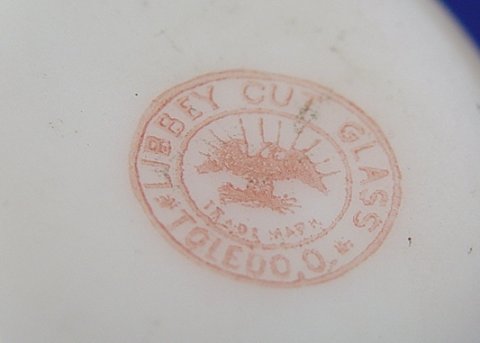 LIBBEY CUT GLASS
TRADE MARK
TOLEDO, O.